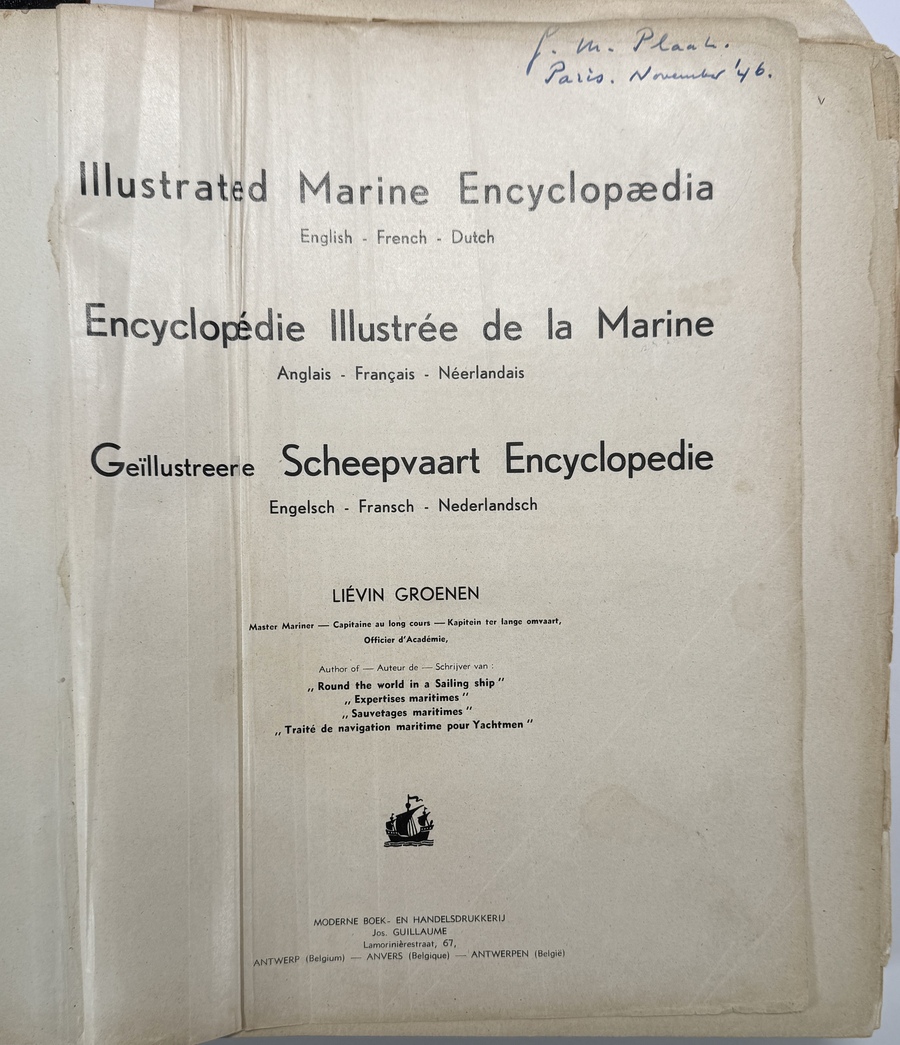 J. M. Plaat.
Paris. November '46.
v
Illustrated Marine Encyclopædia
English - French - Dutch
Encyclopédie Illustrée de la Marine
Anglais - Français - Néerlandais
Geïllustreere Scheepvaart Encyclopedie
Engelsch - Fransch - Nederlandsch
LIÉVIN GROENEN
Master Mariner — Capitaine au long cours — Kapitein ter lange omvaart,
Officier d'Académie,
Author of — Auteur de — Schrijver van :
„ Round the world in a Sailing ship ”
„ Expertises maritimes ”
„ Sauvetages maritimes ”
„ Traité de navigation maritime pour Yachtmen ”
MODERNE BOEK- EN HANDELSDRUKKERIJ
Jos. GUILLAUME
Lamorinièrestraat, 67,
ANTWERP (Belgium) — ANVERS (Belgique) — ANTWERPEN (België)